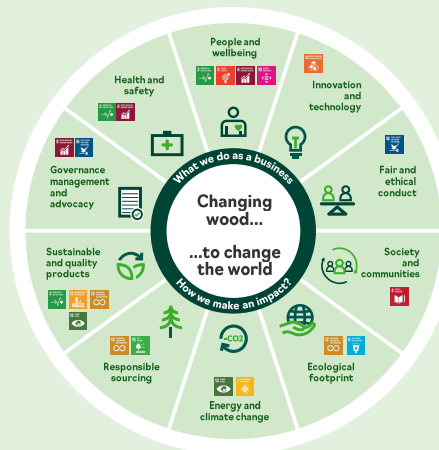 People and
wellbeing
Health and
safety
Innovation
and
technology
Governance
management
and
advocacy
Fair and
ethical
conduct
What we do as a business
Changing
wood...
...to change
the world
How we make an impact?
Sustainable
and quality
products
Society
and
communities
Responsible
sourcing
CO2
Energy and
climate change
Ecological
footprint